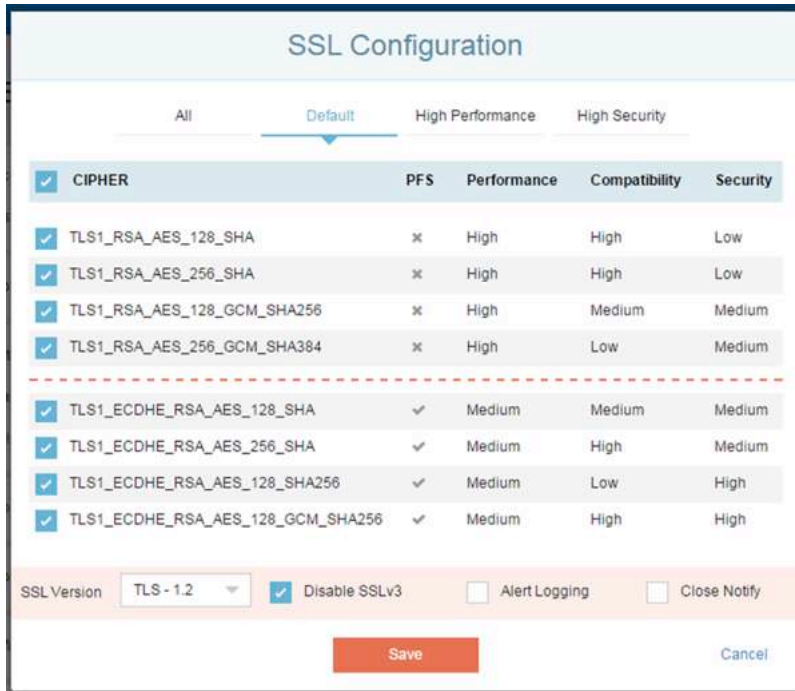 SSL Configuration
All Default High Performance High Security
CIPHER PFS Performance Compatibility Security
TLS1_RSA_AES_128_SHA High High Low
TLS1_RSA_AES_256_SHA High High Low
TLS1_RSA_AES_128_GCM_SHA256 High Medium Medium
TLS1_RSA_AES_256_GCM_SHA384 High Low Medium
TLS1_ECDHE_RSA_AES_128_SHA Medium Medium Medium
TLS1_ECDHE_RSA_AES_256_SHA Medium High Medium
TLS1_ECDHE_RSA_AES_128_SHA256 Medium Low High
TLS1_ECDHE_RSA_AES_128_GCM_SHA256 Medium High High
SSL Version TLS - 1.2 Disable SSLv3 Alert Logging Close Notify
Save Cancel